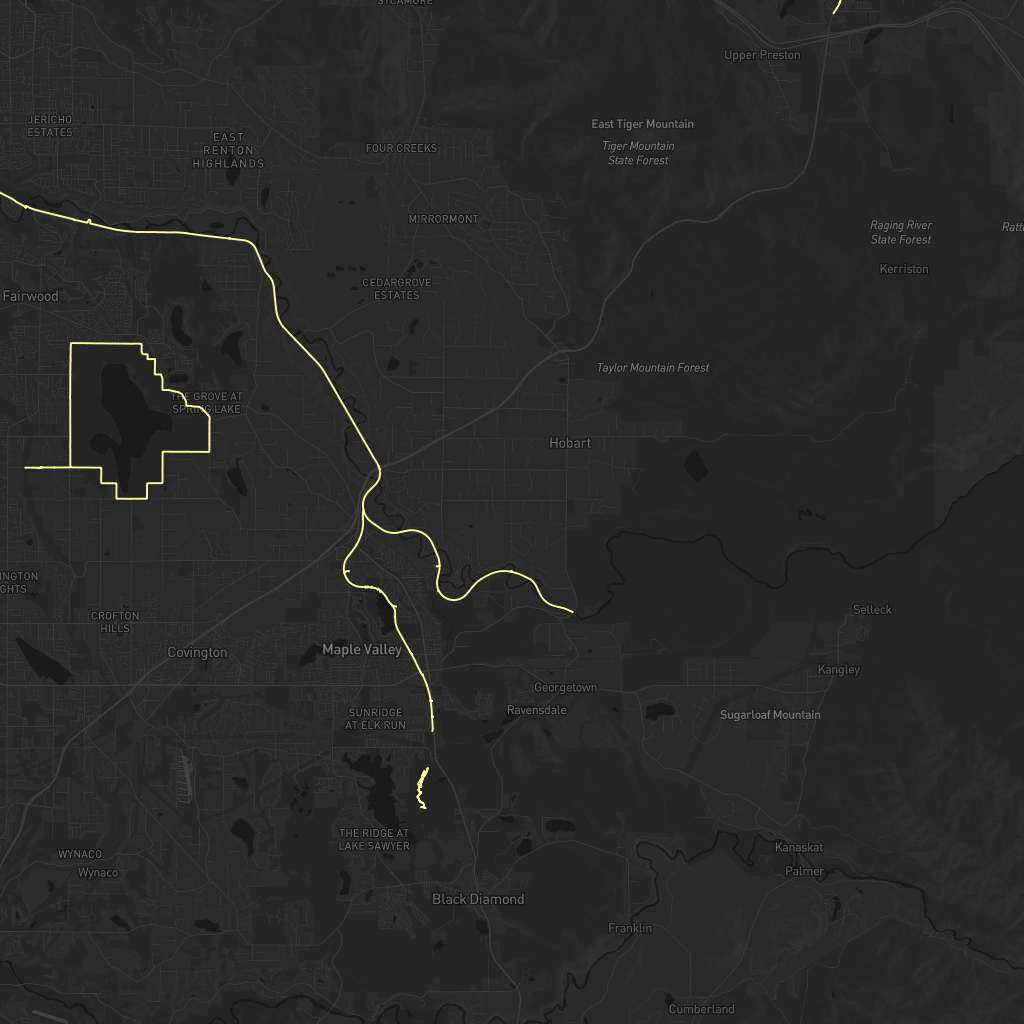 SYCAMORE
Upper Preston
JERICHO
ESTATES
East Tiger Mountain
EAST
RENTON
HIGHLANDS
FOUR CREEKS
Tiger Mountain
State Forest
MIRRORMONT
Raging River
State Forest
Ratt
Kerriston
CEDARGROVE
ESTATES
Fairwood
Taylor Mountain Forest
THE GROVE AT
SPRING LAKE
Hobart
INGTON
GHTS
CROFTON
HILLS
Selleck
Covington
Maple Valley
Kangley
Georgetown
Ravensdale
SUNRIDGE
AT ELK RUN
Sugarloaf Mountain
THE RIDGE AT
LAKE SAWYER
WYNACO
Wynaco
Kanaskat
Palmer
Black Diamond
Franklin
Cumberland